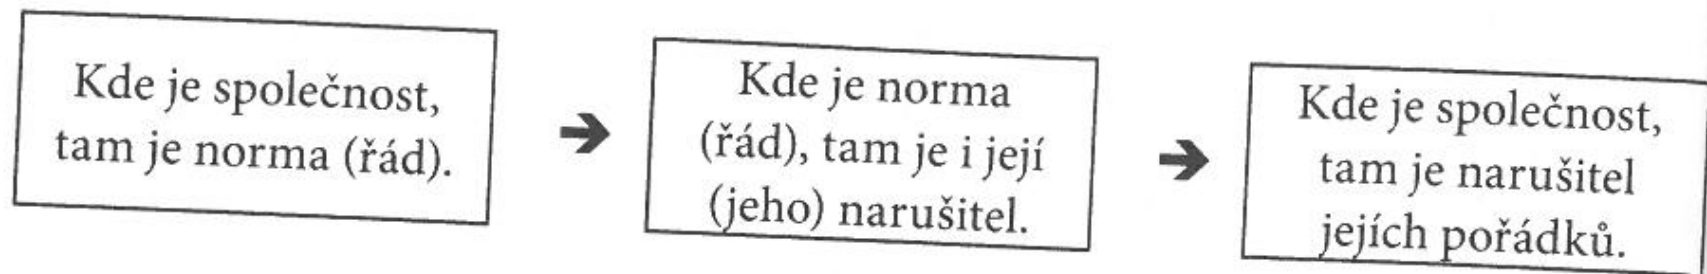 Kde je společnost,
tam je norma (řád).
Kde je norma
(řád), tam je i její
(jeho) narušitel.
Kde je společnost,
tam je narušitel
jejích pořádků.